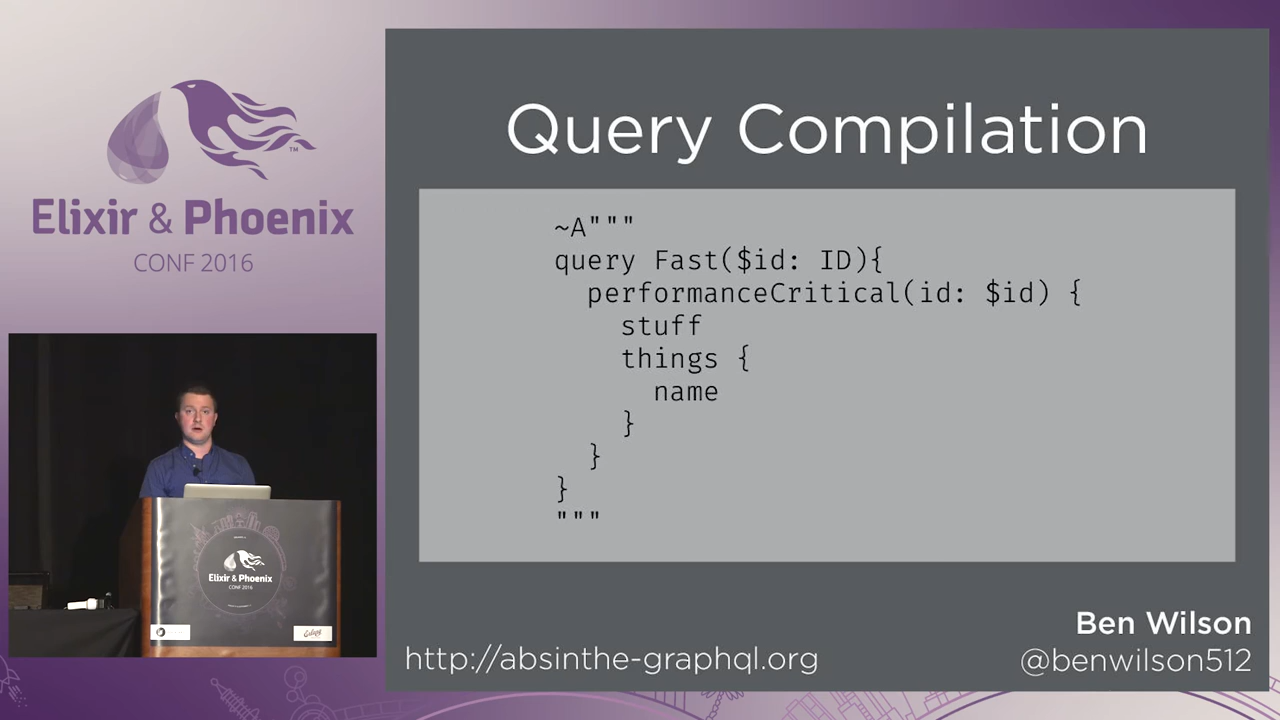 Elixir & Phoenix
CONF 2016
TM
Query Compilation
~A"""
query Fast($id: ID){
  performanceCritical(id: $id) {
    stuff
    things {
      name
    }
  }
}
"""
Ben Wilson
http://absinthe-graphql.org
@benwilson512
Elixir & Phoenix
CONF 2016